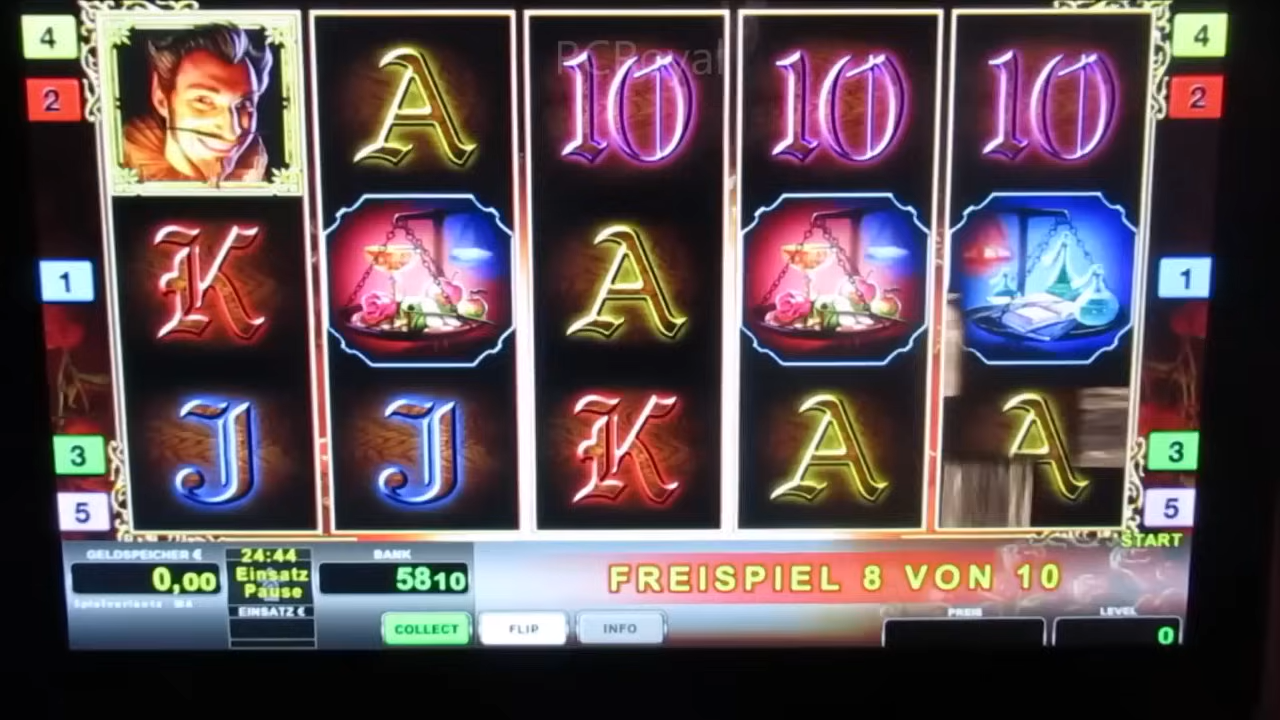 PCRoyal
4 A 10 10 10 4
2 2
1 K A 1
J J K A A
3 3
5 5
START
GELDSPEICHER € 24:44 BANK
0,00 Einsatz 5810 FREISPIEL 8 VON 10
Pause
EINSATZ € PREIS LEVEL
COLLECT FLIP INFO 0